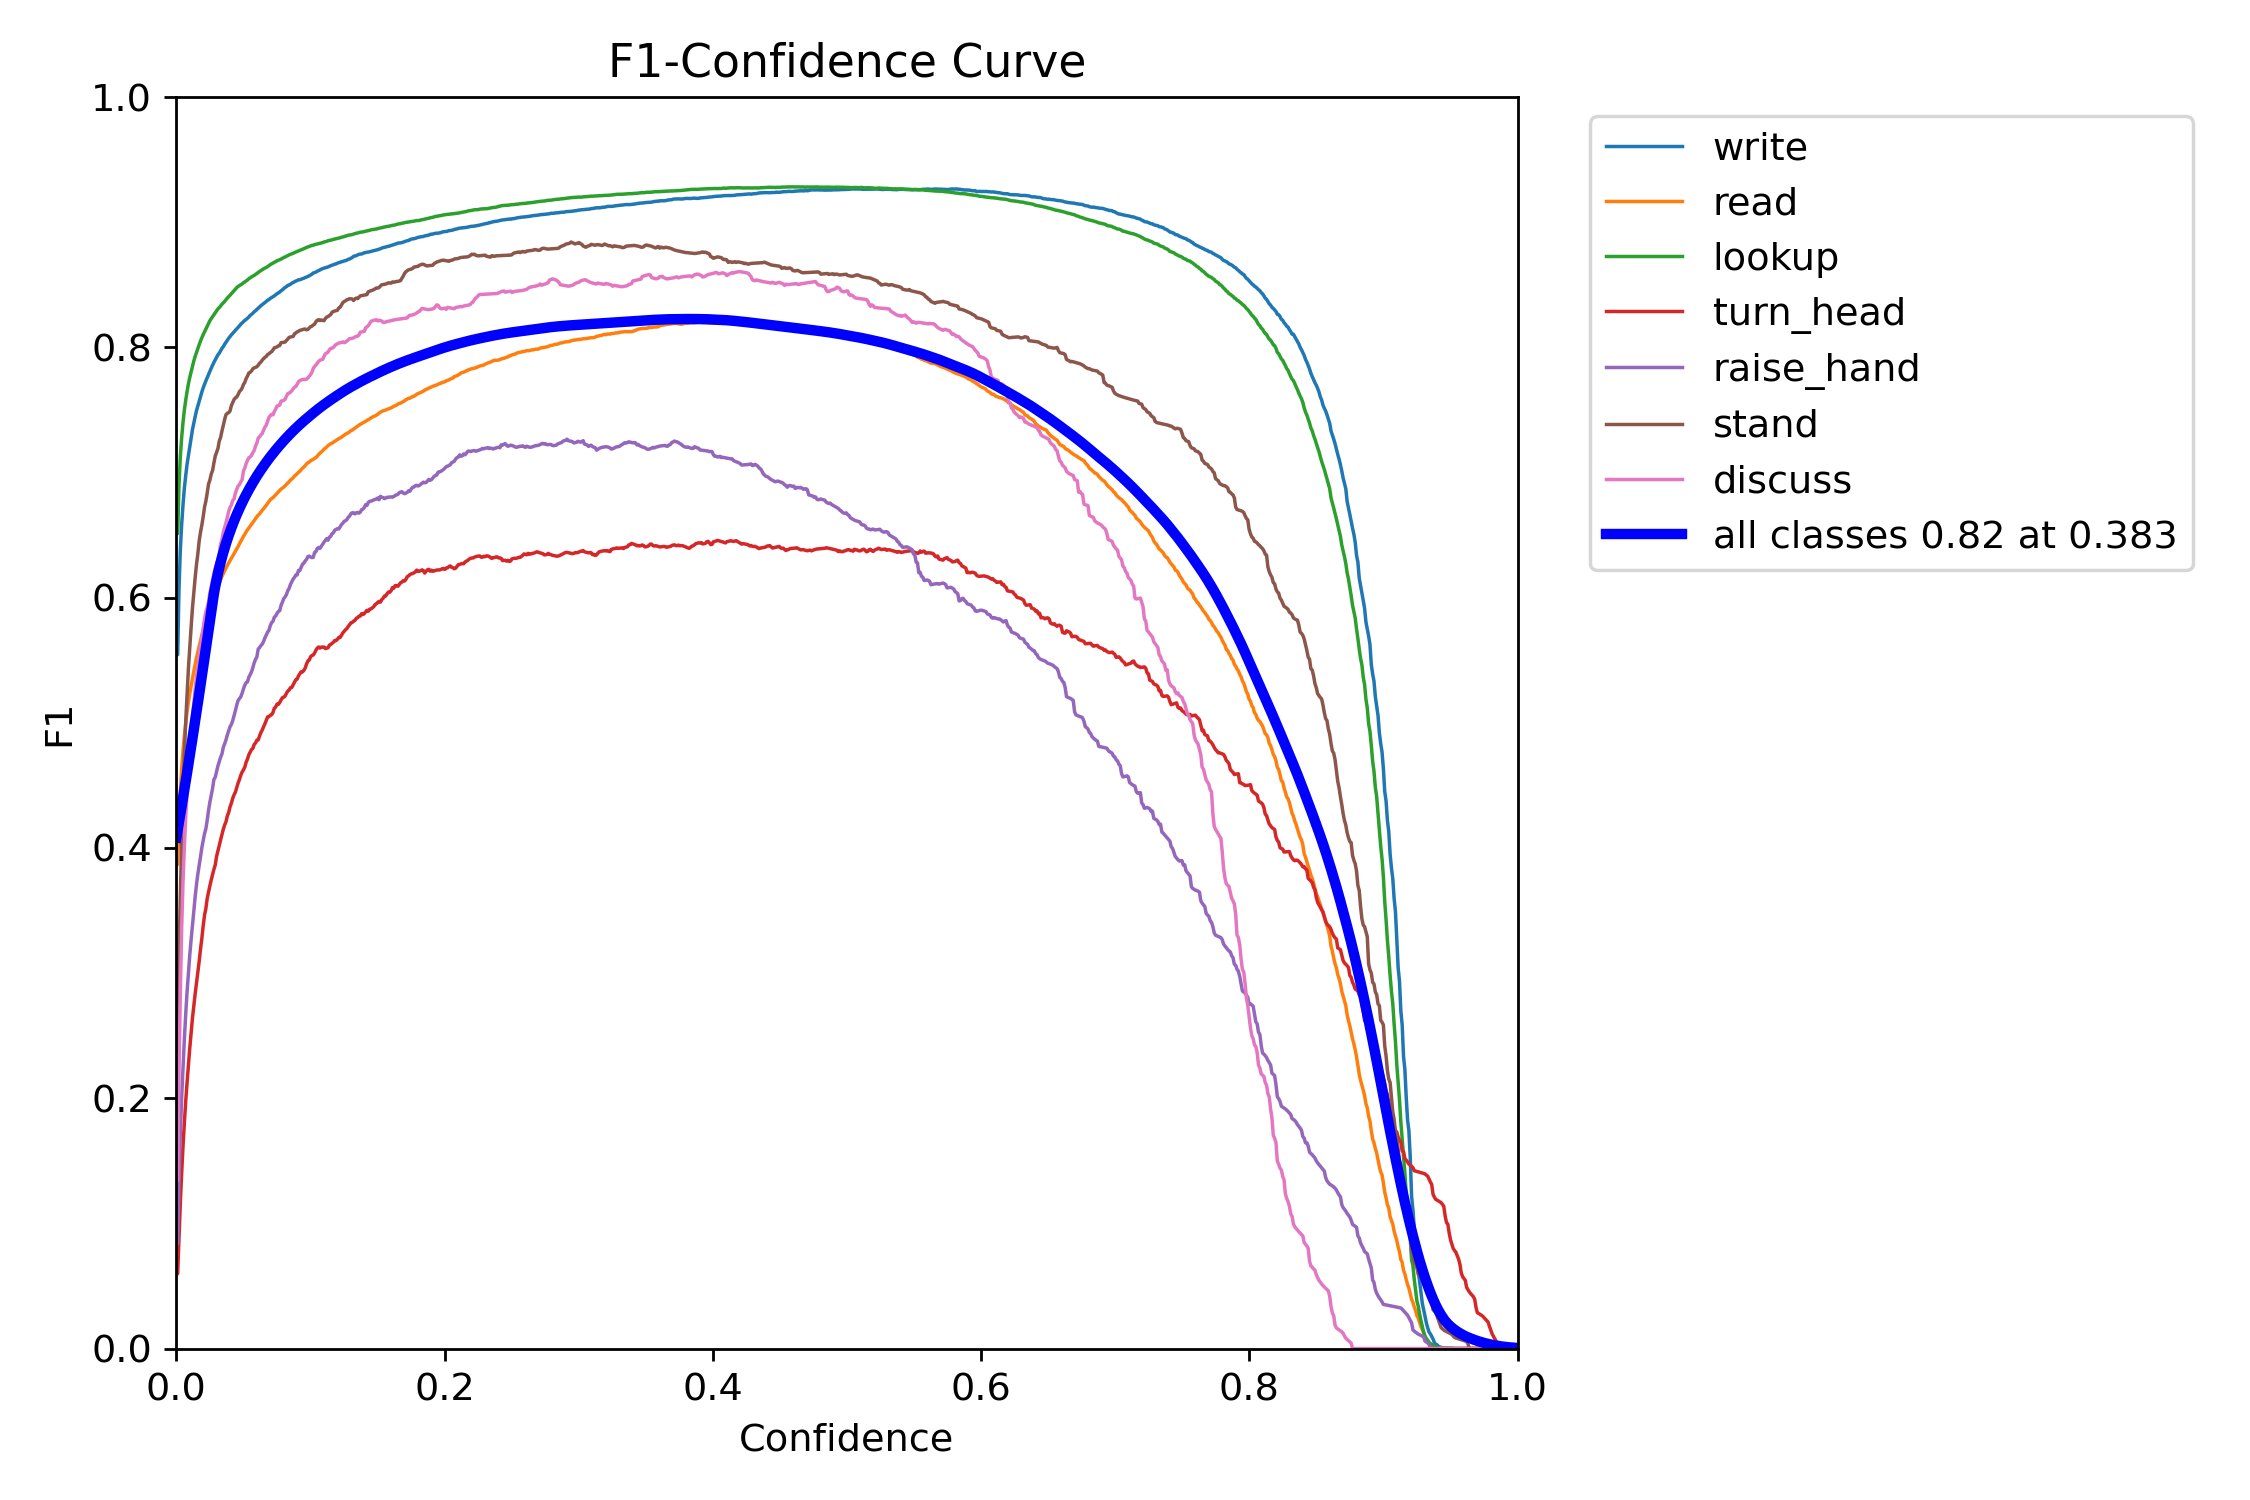 F1-Confidence Curve
1.0
0.8
0.6
0.4
0.2
0.0
F1
0.0 0.2 0.4 0.6 0.8 1.0
Confidence
write
read
lookup
turn_head
raise_hand
stand
discuss
all classes 0.82 at 0.383